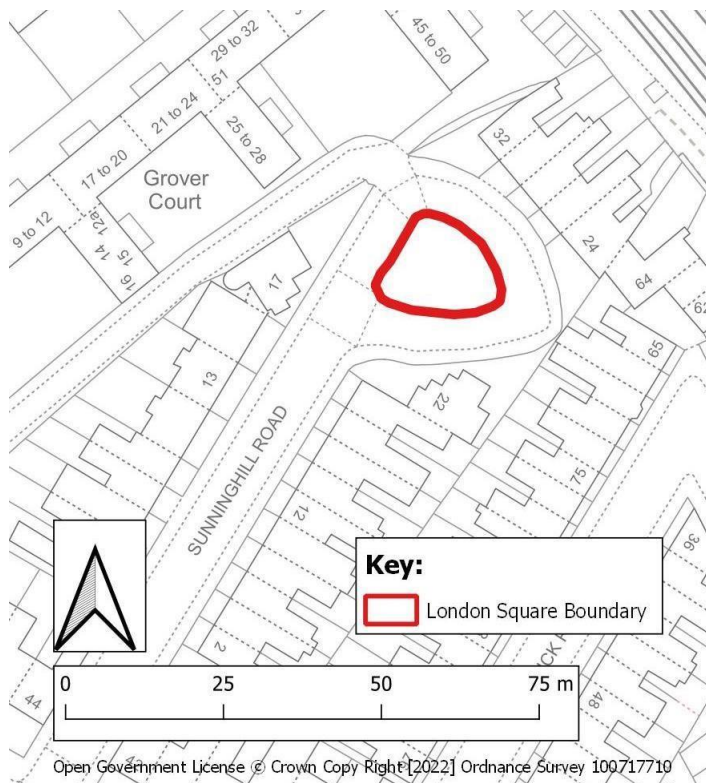 29 to 32
45 to 50
51
21 to 24
25 to 28
17 to 20
Grover
Court
9 to 12
12a
14
15
16
32
24
64
62
17
13
65
22
75
SUNNINGHILL ROAD
12
36
2
44
48
Key:
London Square Boundary
0 25 50 75 m
Open Government License © Crown Copy Right [2022] Ordnance Survey 100717710